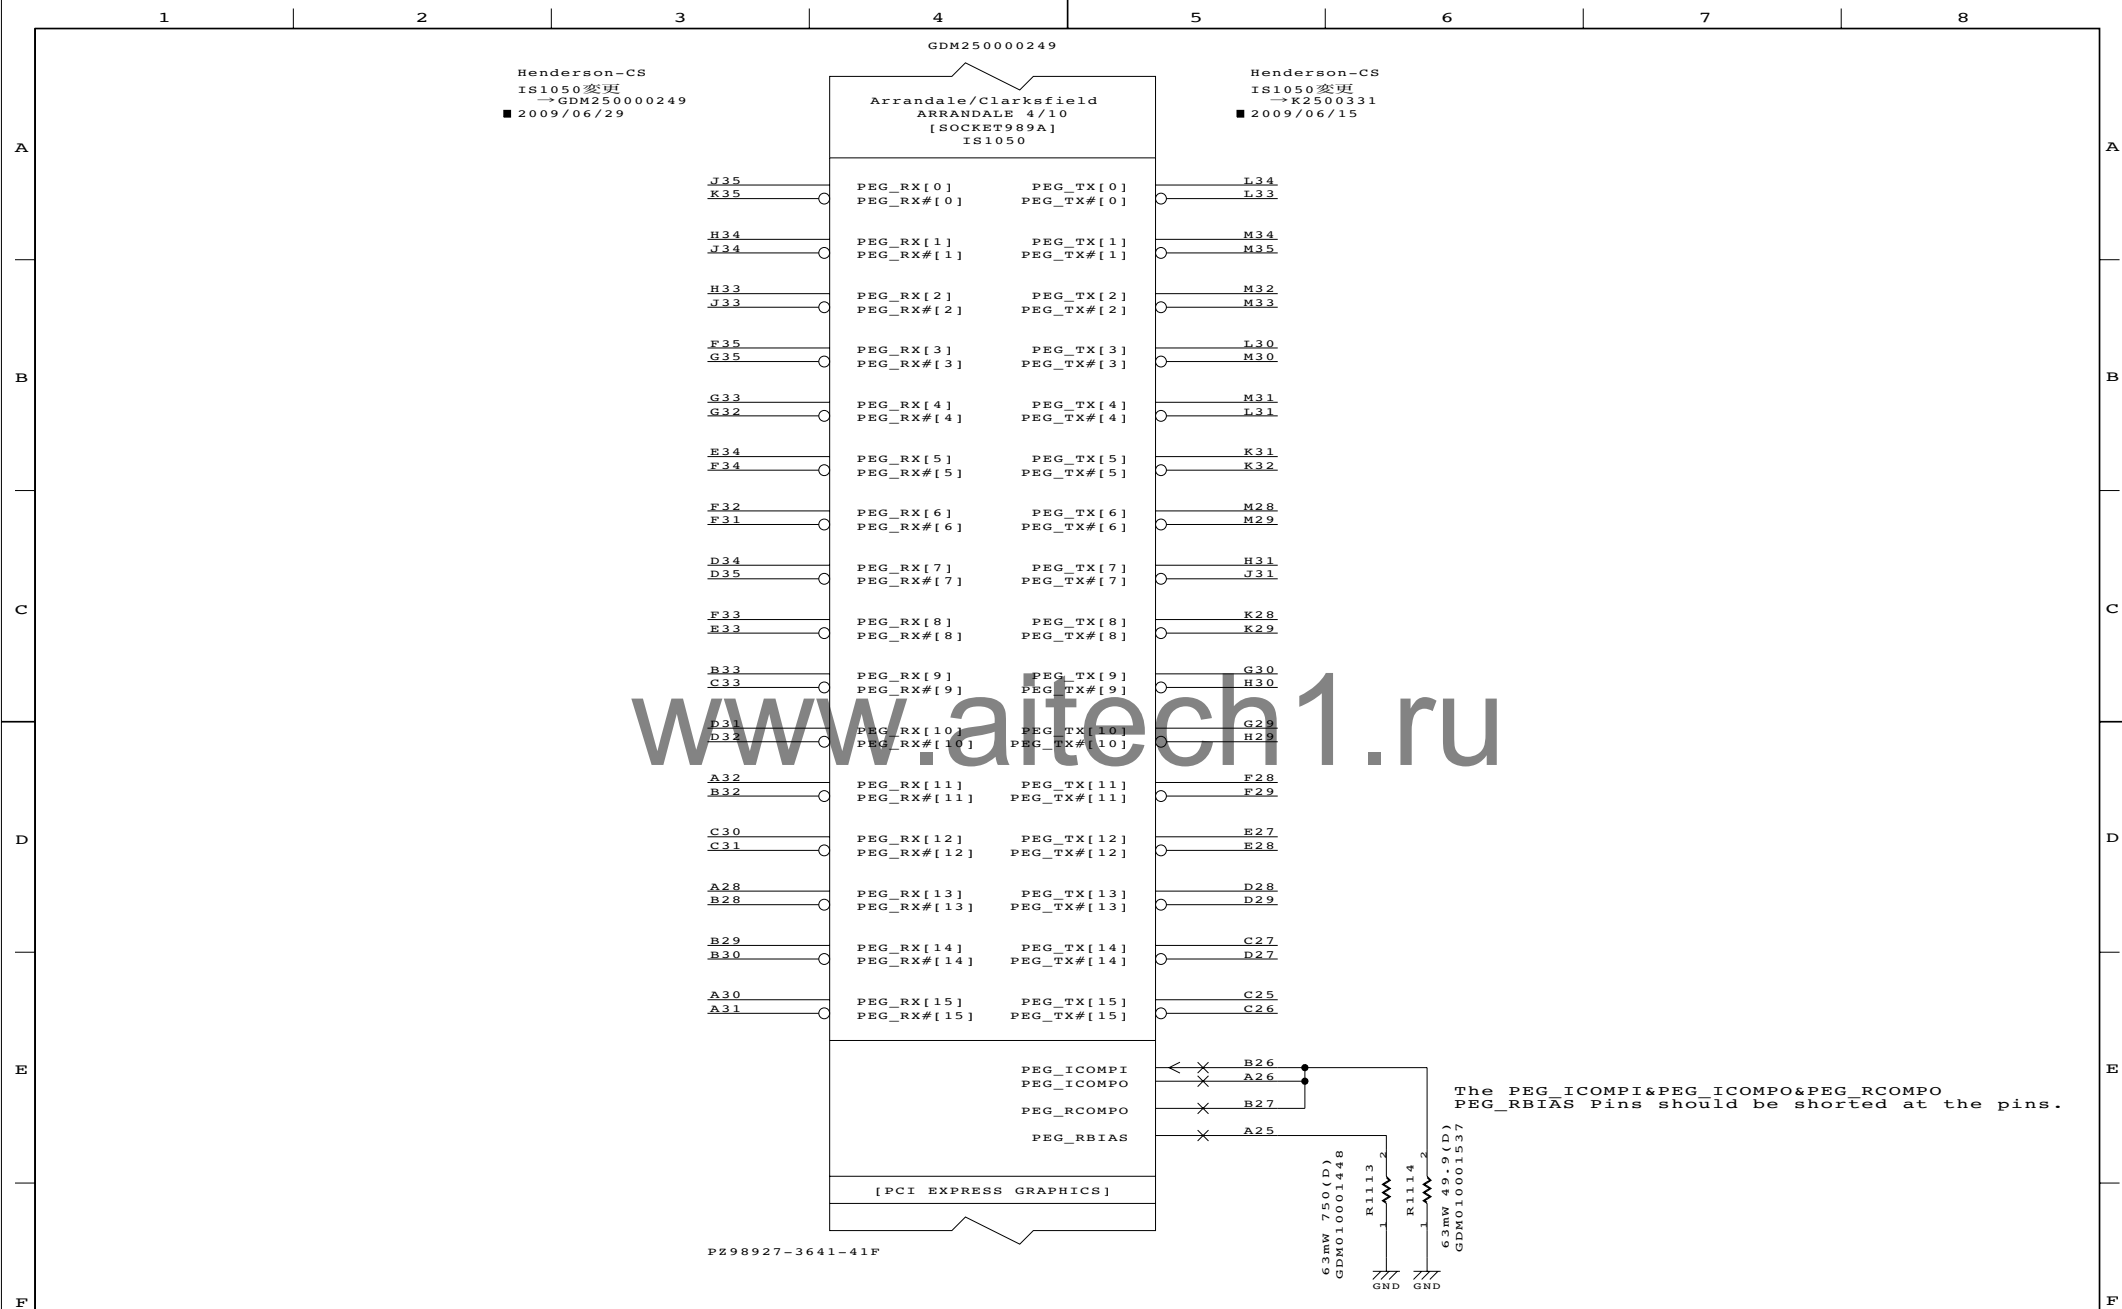 1 2 3 4 5 6 7 8
GDM250000249
Henderson-CS
IS1050変更
→GDM250000249
■ 2009/06/29
Henderson-CS
IS1050変更
→K2500331
■ 2009/06/15
Arrandale/Clarksfield
ARRANDALE 4/10
[SOCKET989A]
IS1050
A A
J35 PEG_RX[0] PEG_TX[0] L34
K35 PEG_RX#[0] PEG_TX#[0] L33
H34 PEG_RX[1] PEG_TX[1] M34
J34 PEG_RX#[1] PEG_TX#[1] M35
H33 PEG_RX[2] PEG_TX[2] M32
J33 PEG_RX#[2] PEG_TX#[2] M33
F35 PEG_RX[3] PEG_TX[3] L30
G35 PEG_RX#[3] PEG_TX#[3] M30
B B
G33 PEG_RX[4] PEG_TX[4] M31
G32 PEG_RX#[4] PEG_TX#[4] L31
E34 PEG_RX[5] PEG_TX[5] K31
F34 PEG_RX#[5] PEG_TX#[5] K32
F32 PEG_RX[6] PEG_TX[6] M28
F31 PEG_RX#[6] PEG_TX#[6] M29
D34 PEG_RX[7] PEG_TX[7] H31
D35 PEG_RX#[7] PEG_TX#[7] J31
C C
F33 PEG_RX[8] PEG_TX[8] K28
E33 PEG_RX#[8] PEG_TX#[8] K29
B33 PEG_RX[9] PEG_TX[9] G30
C33 PEG_RX#[9] PEG_TX#[9] H30
www.aitech1.ru
D31 PEG_RX[10] PEG_TX[10] G29
D32 PEG_RX#[10] PEG_TX#[10] H29
A32 PEG_RX[11] PEG_TX[11] F28
B32 PEG_RX#[11] PEG_TX#[11] F29
D D
C30 PEG_RX[12] PEG_TX[12] E27
C31 PEG_RX#[12] PEG_TX#[12] E28
A28 PEG_RX[13] PEG_TX[13] D28
B28 PEG_RX#[13] PEG_TX#[13] D29
B29 PEG_RX[14] PEG_TX[14] C27
B30 PEG_RX#[14] PEG_TX#[14] D27
A30 PEG_RX[15] PEG_TX[15] C25
A31 PEG_RX#[15] PEG_TX#[15] C26
E E
PEG_ICOMPI B26
PEG_ICOMPO A26
PEG_RCOMPO B27
PEG_RBIAS A25
The PEG_ICOMPI&PEG_ICOMPO&PEG_RCOMPO
PEG_RBIAS Pins should be shorted at the pins.
[PCI EXPRESS GRAPHICS]
63mW 750(D)
GDM010001448
R1113
1 2
R1114
1 2
63mW 49.9(D)
GDM010001537
PZ98927-3641-41F
GND GND
F F